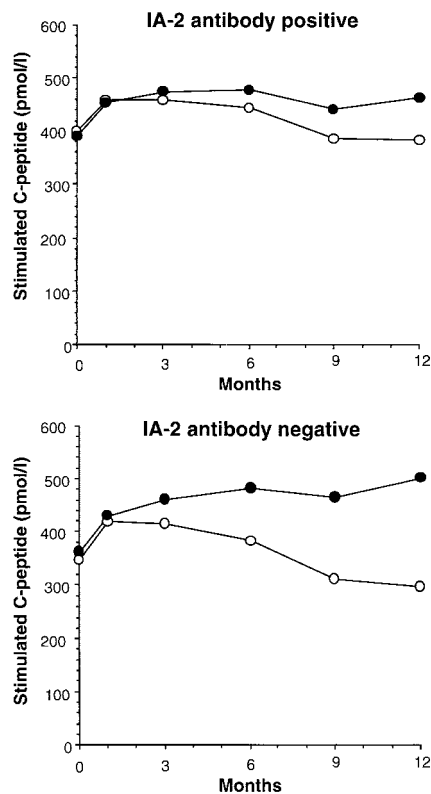 IA-2 antibody positive
Stimulated C-peptide (pmol/l)
600
500
400
300
200
100
0
0 3 6 9 12
Months
IA-2 antibody negative
Stimulated C-peptide (pmol/l)
600
500
400
300
200
100
0
0 3 6 9 12
Months